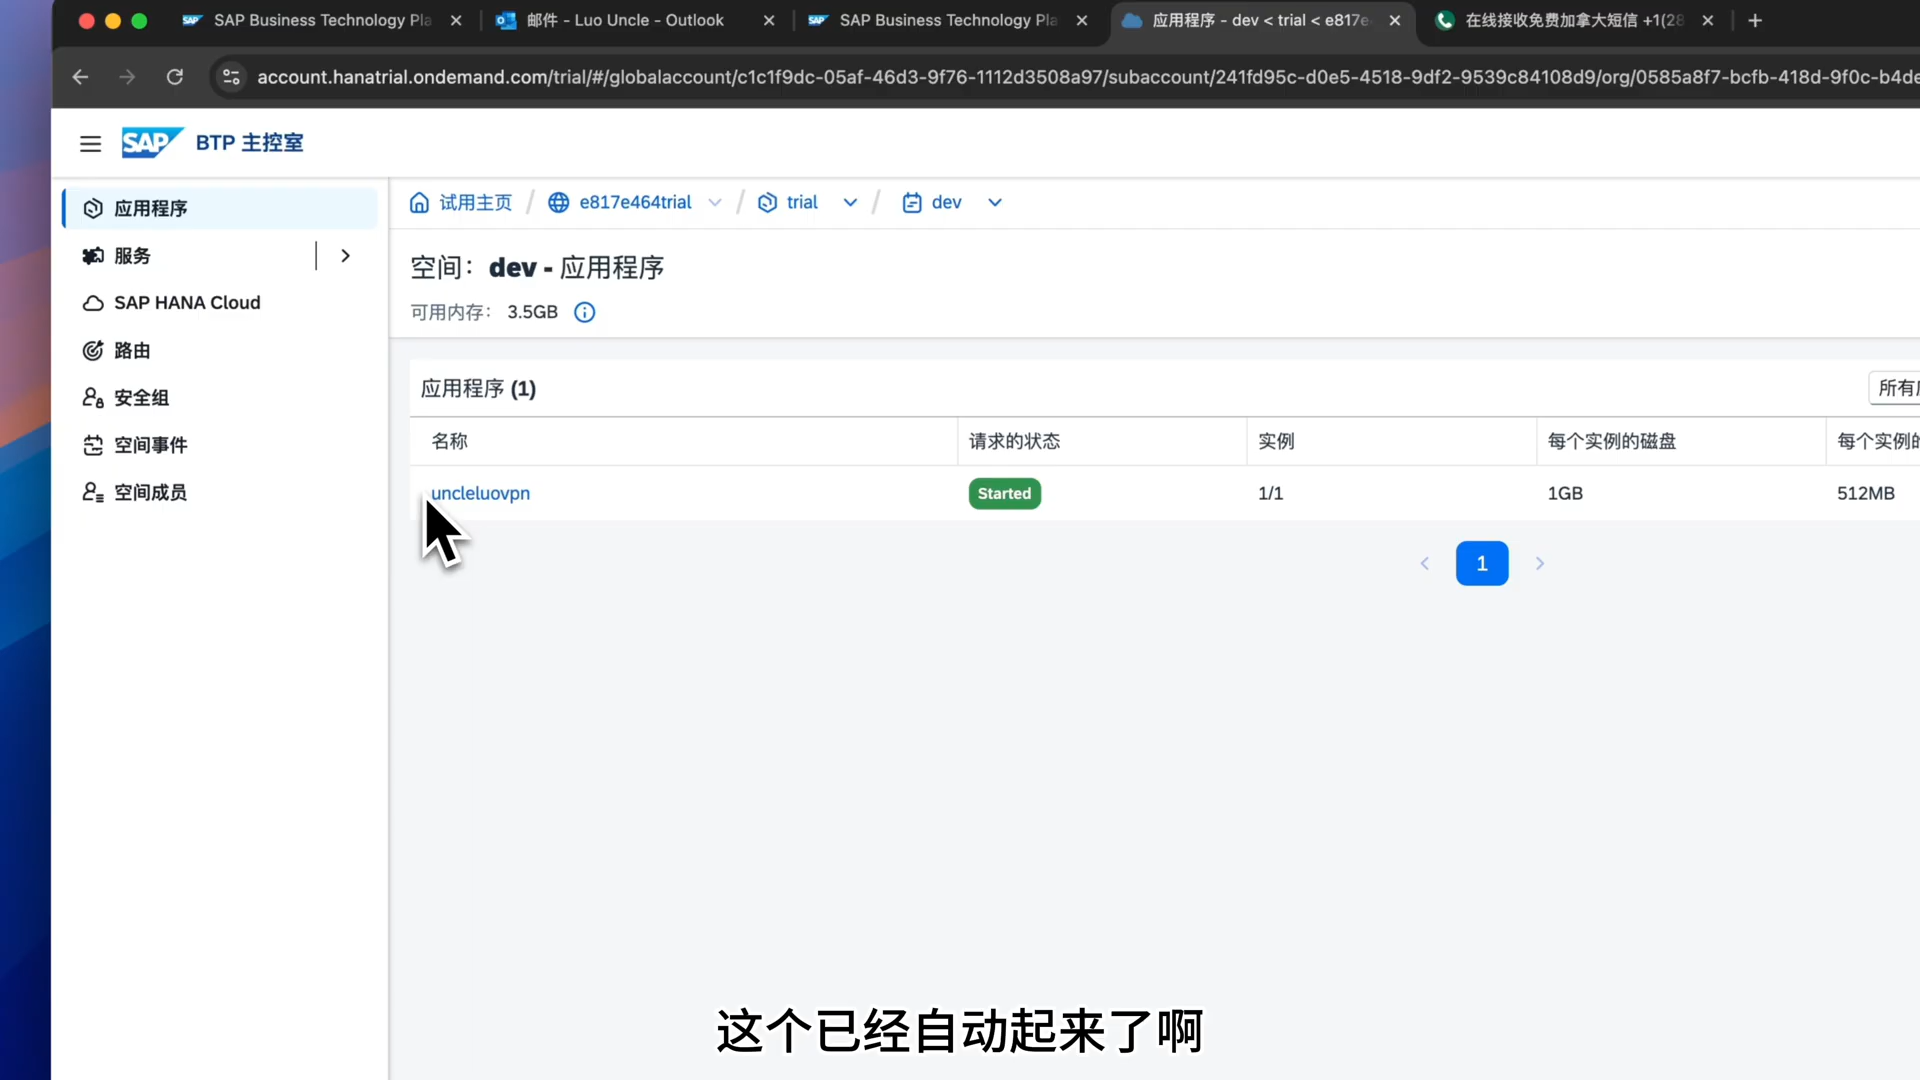 SAP Business Technology Pla
邮件 - Luo Uncle - Outlook
SAP Business Technology Pla
应用程序 - dev < trial < e817e
在线接收免费加拿大短信 +1(28
account.hanatrial.ondemand.com/trial/#/globalaccount/c1c1f9dc-05af-46d3-9f76-1112d3508a97/subaccount/241fd95c-d0e5-4518-9df2-9539c84108d9/org/0585a8f7-bcfb-418d-9f0c-b4de
SAP BTP 主控室
应用程序
服务
SAP HANA Cloud
路由
安全组
空间事件
空间成员
试用主页 / e817e464trial / trial / dev
空间： dev - 应用程序
可用内存： 3.5GB
应用程序 (1)
所有
名称 请求的状态 实例 每个实例的磁盘 每个实例的
uncleluovpn Started 1/1 1GB 512MB
1
这个已经自动起来了啊